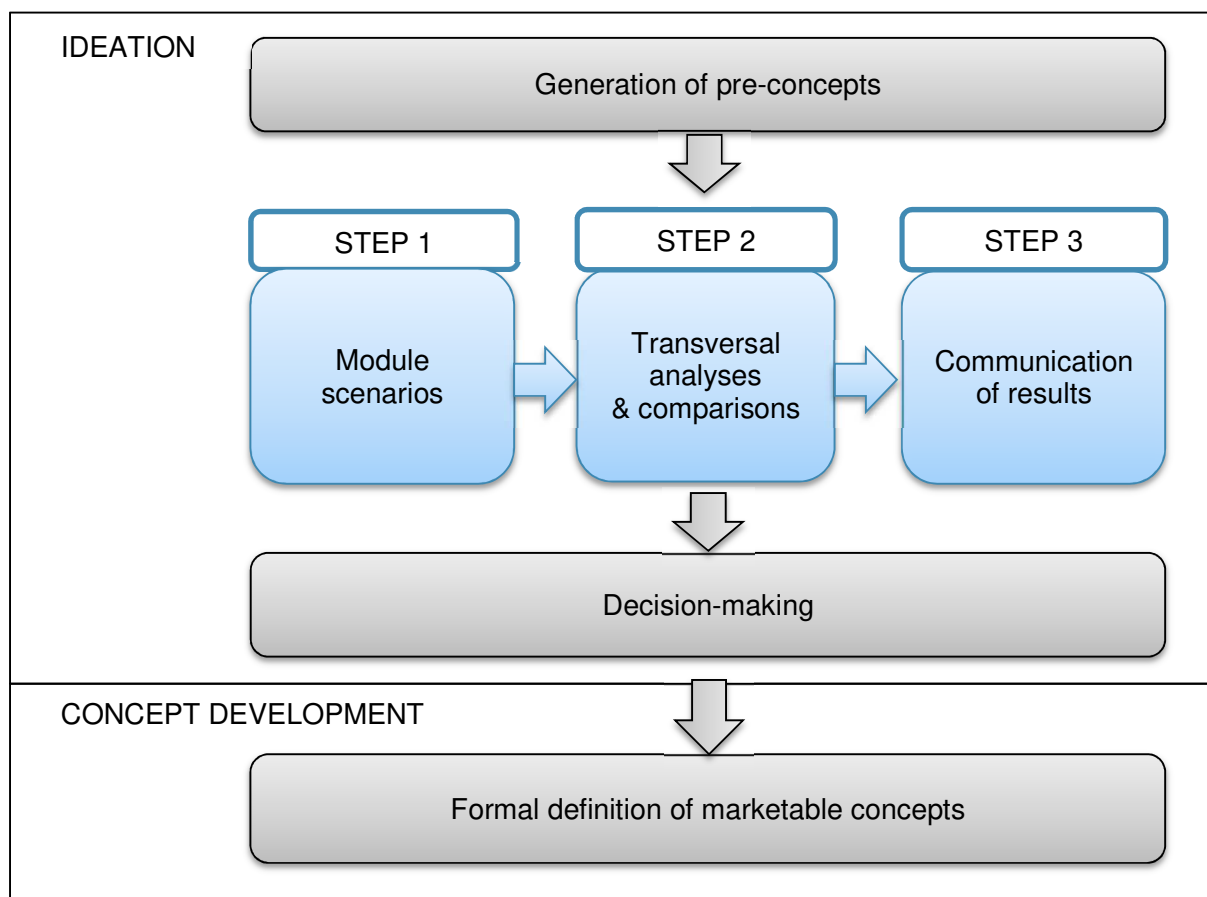 IDEATION
Generation of pre-concepts
STEP 1
STEP 2
STEP 3
Module
scenarios
Transversal
analyses
& comparisons
Communication
of results
Decision-making
CONCEPT DEVELOPMENT
Formal definition of marketable concepts